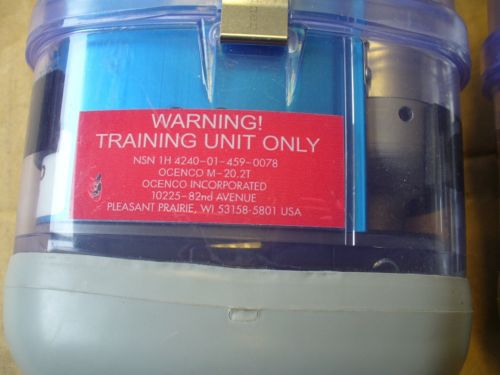 WARNING!
TRAINING UNIT ONLY
NSN 1H 4240-01-459-0078
OCENCO M-20.2T
OCENCO INCORPORATED
10225-82nd AVENUE
PLEASANT PRAIRIE, WI 53158-5801 USA